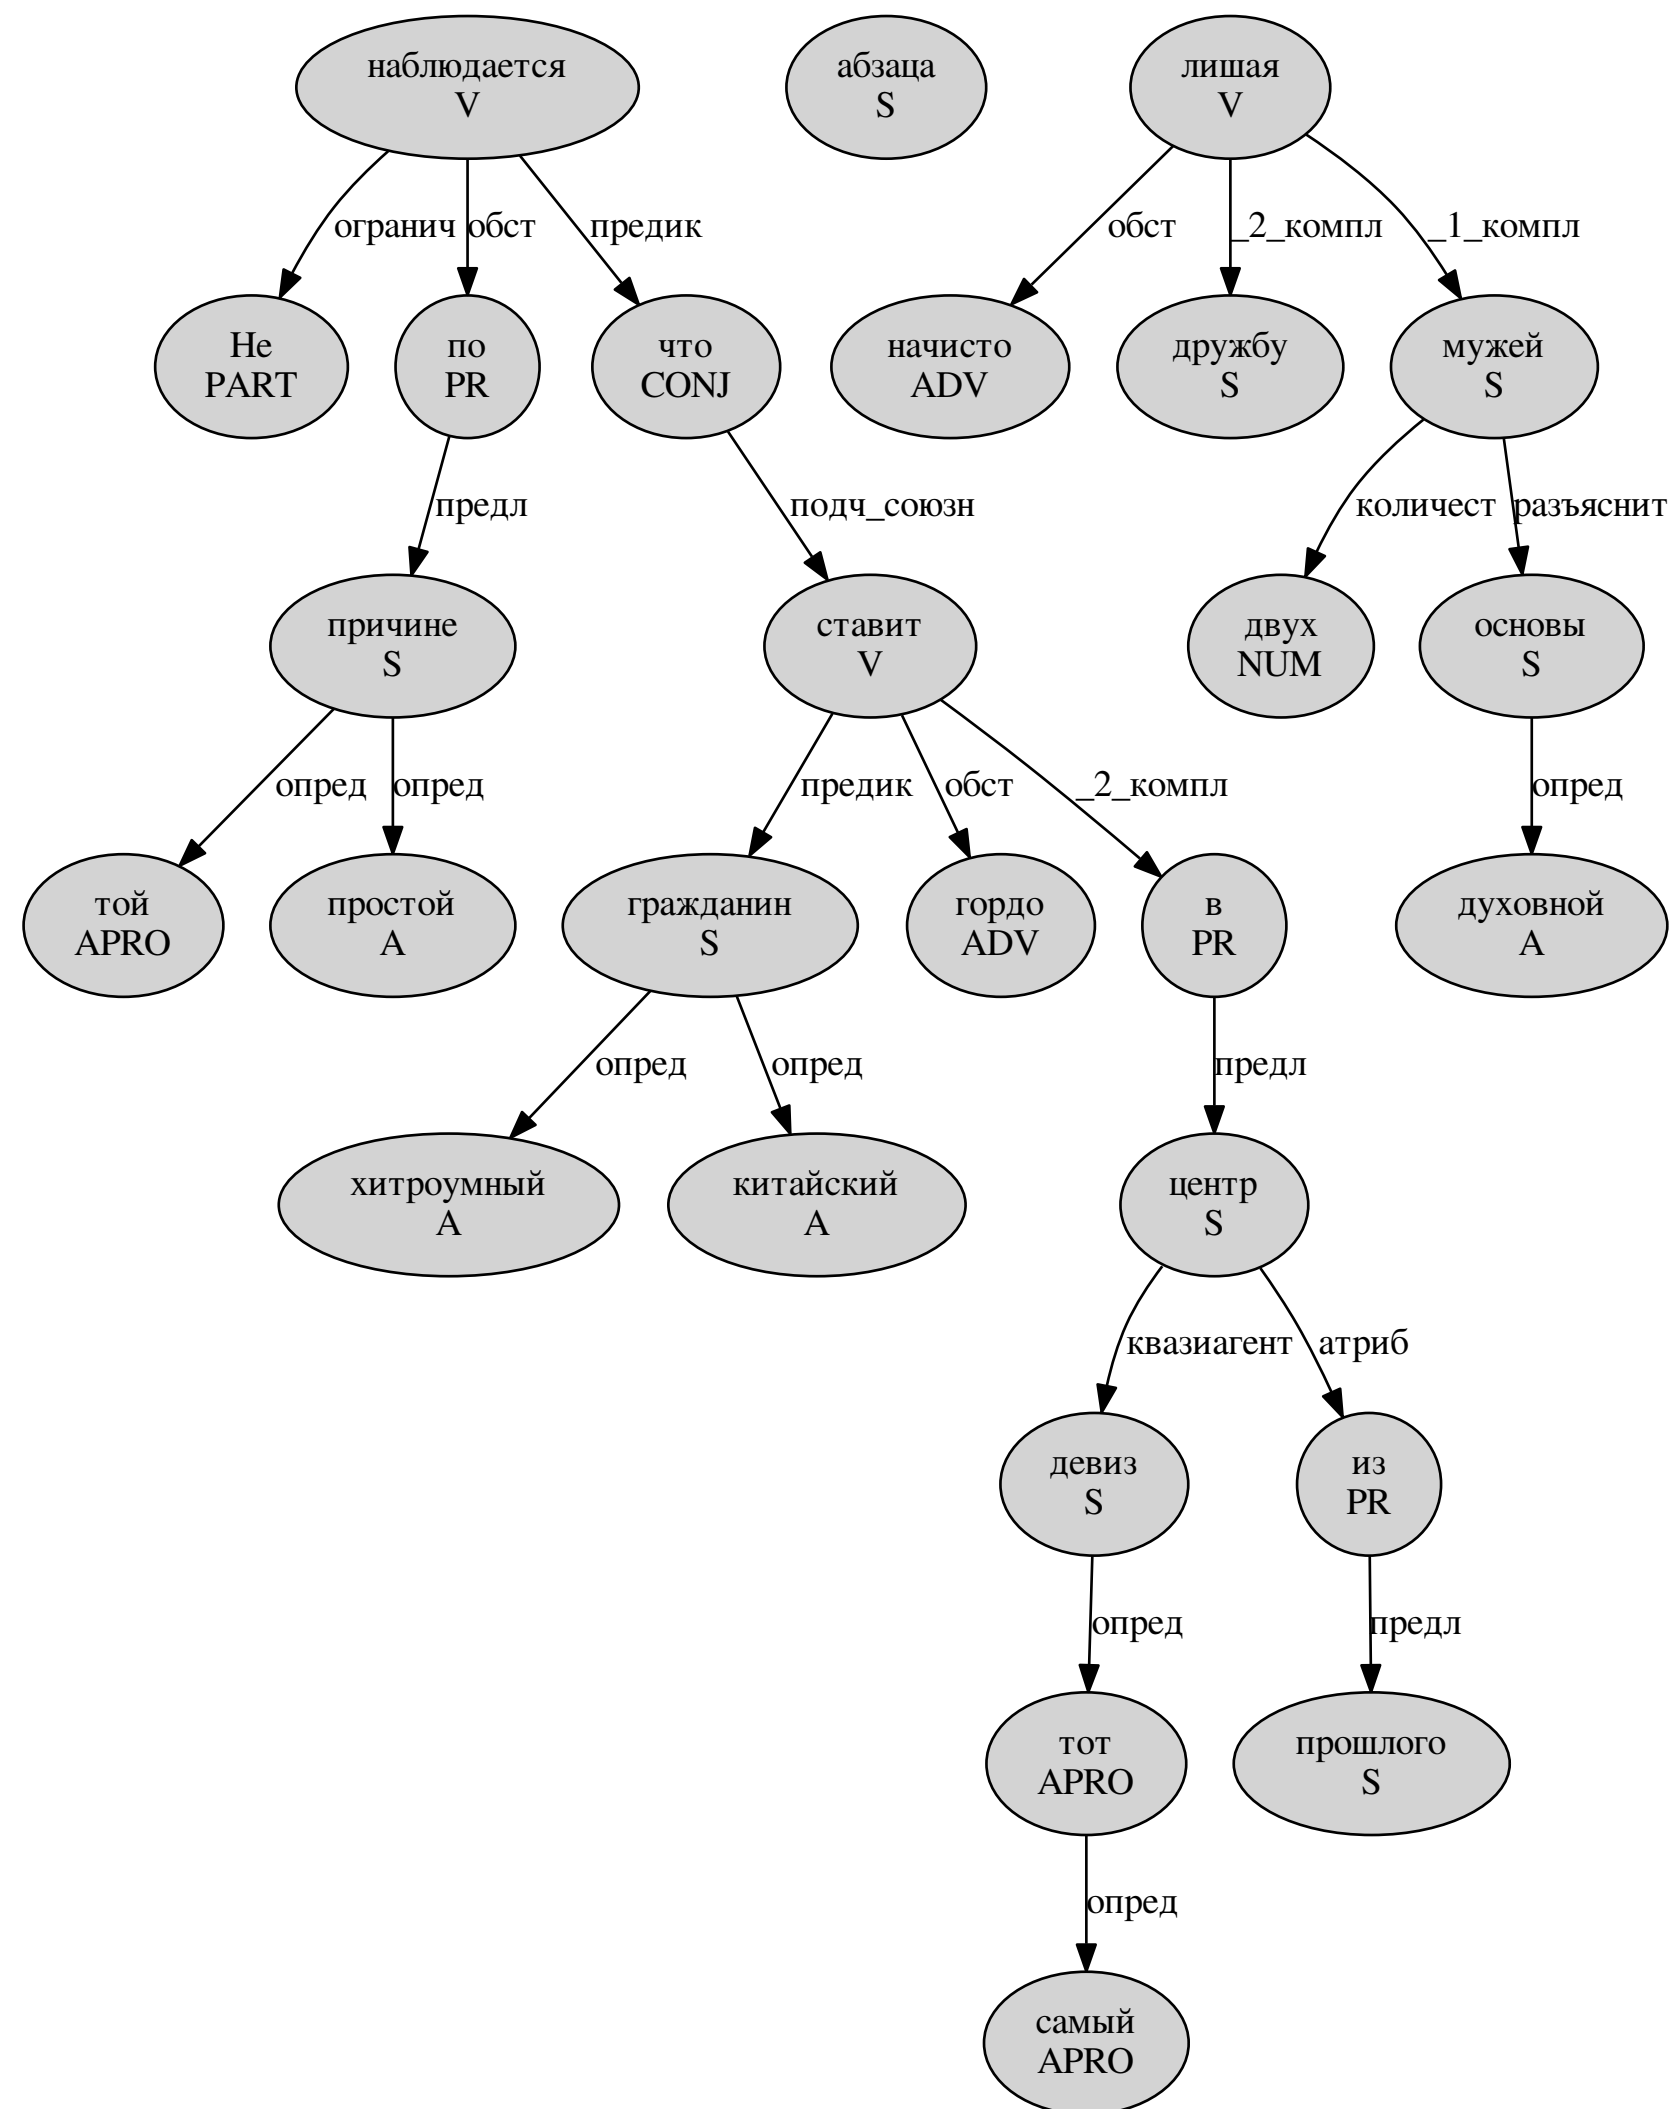 наблюдается
V
абзаца
S
лишая
V
огранич
обст
предик
обст
_2_компл
_1_компл
Не
PART
по
PR
что
CONJ
начисто
ADV
дружбу
S
мужей
S
предл
подч_союзн
количест
разъяснит
причине
S
ставит
V
двух
NUM
основы
S
опред
опред
предик
обст
_2_компл
опред
той
APRO
простой
A
гражданин
S
гордо
ADV
в
PR
духовной
A
опред
опред
предл
хитроумный
A
китайский
A
центр
S
квазиагент
атриб
девиз
S
из
PR
опред
предл
тот
APRO
прошлого
S
опред
самый
APRO